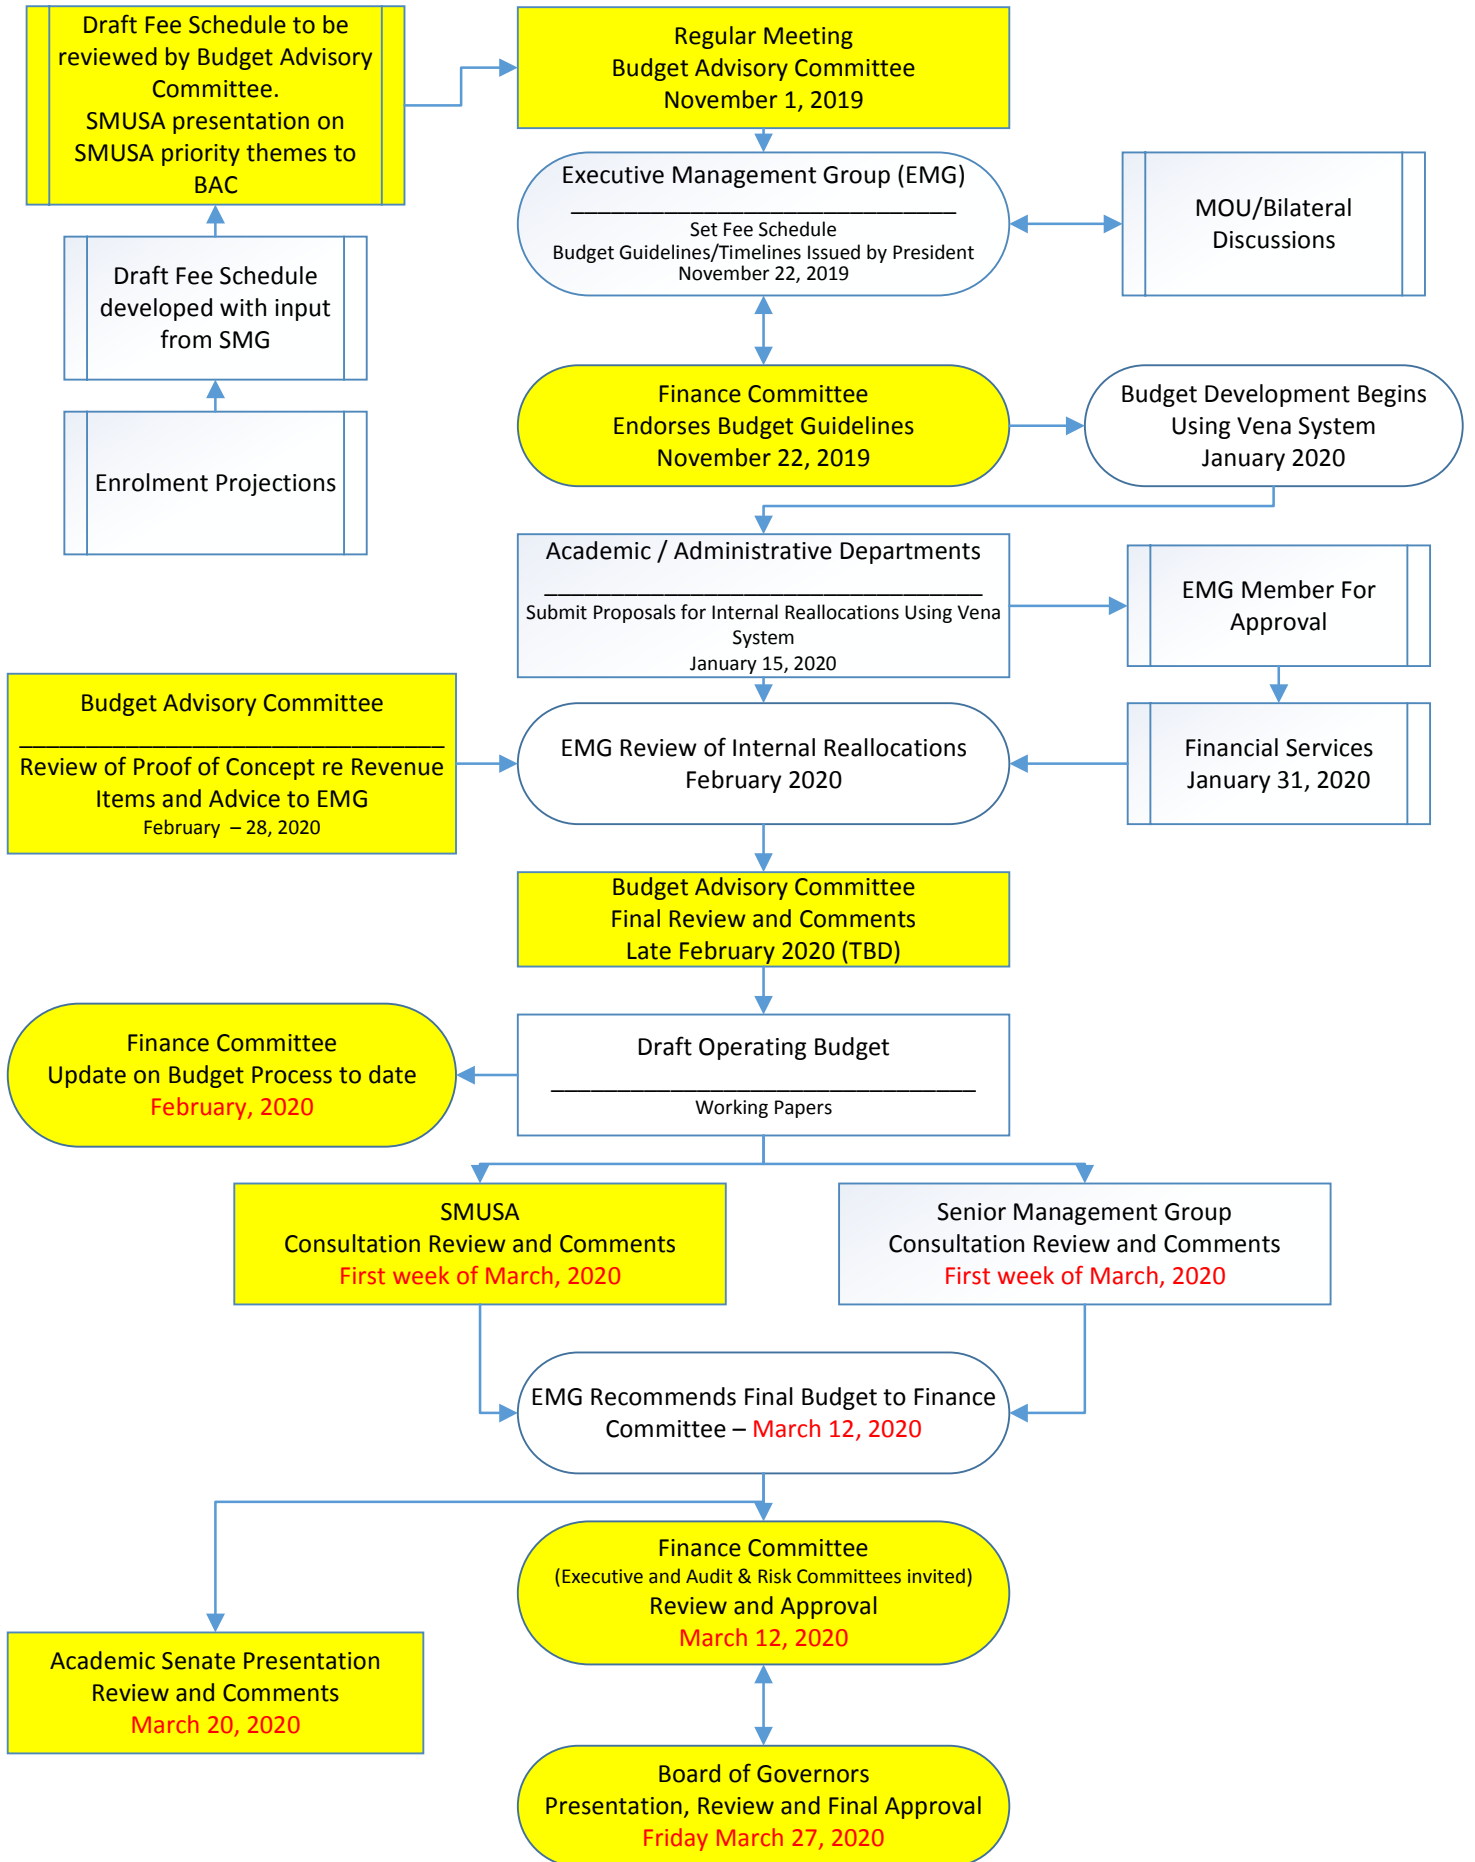 Draft Fee Schedule to be
reviewed by Budget Advisory
Committee.
SMUSA presentation on
SMUSA priority themes to
BAC
Regular Meeting
Budget Advisory Committee
November 1, 2019
Executive Management Group (EMG)
Set Fee Schedule
Budget Guidelines/Timelines Issued by President
November 22, 2019
MOU/Bilateral
Discussions
Draft Fee Schedule
developed with input
from SMG
Enrolment Projections
Finance Committee
Endorses Budget Guidelines
November 22, 2019
Budget Development Begins
Using Vena System
January 2020
Academic / Administrative Departments
Submit Proposals for Internal Reallocations Using Vena
System
January 15, 2020
EMG Member For
Approval
Budget Advisory Committee
Review of Proof of Concept re Revenue
Items and Advice to EMG
February – 28, 2020
EMG Review of Internal Reallocations
February 2020
Financial Services
January 31, 2020
Budget Advisory Committee
Final Review and Comments
Late February 2020 (TBD)
Finance Committee
Update on Budget Process to date
February, 2020
Draft Operating Budget
Working Papers
SMUSA
Consultation Review and Comments
First week of March, 2020
Senior Management Group
Consultation Review and Comments
First week of March, 2020
EMG Recommends Final Budget to Finance
Committee – March 12, 2020
Finance Committee
(Executive and Audit & Risk Committees invited)
Review and Approval
March 12, 2020
Academic Senate Presentation
Review and Comments
March 20, 2020
Board of Governors
Presentation, Review and Final Approval
Friday March 27, 2020